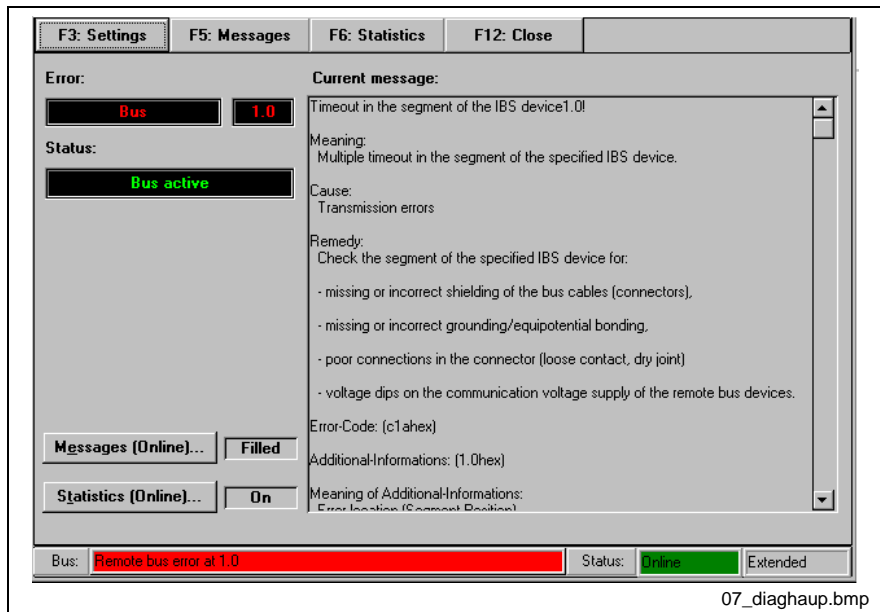 F3: Settings F5: Messages F6: Statistics F12: Close
Error:
Bus 1.0
Status:
Bus active
Current message:
Timeout in the segment of the IBS device1.0!
Meaning:
Multiple timeout in the segment of the specified IBS device.
Cause:
Transmission errors
Remedy:
Check the segment of the specified IBS device for:
- missing or incorrect shielding of the bus cables (connectors),
- missing or incorrect grounding/equipotential bonding,
- poor connections in the connector (loose contact, dry joint)
- voltage dips on the communication voltage supply of the remote bus devices.
Error-Code: (c1ahex)
Additional-Informations: (1.0hex)
Meaning of Additional-Informations:
Error location (Segment Position)
Messages (Online)... Filled
Statistics (Online)... On
Bus: Remote bus error at 1.0 Status: Online Extended
07_diaghaup.bmp